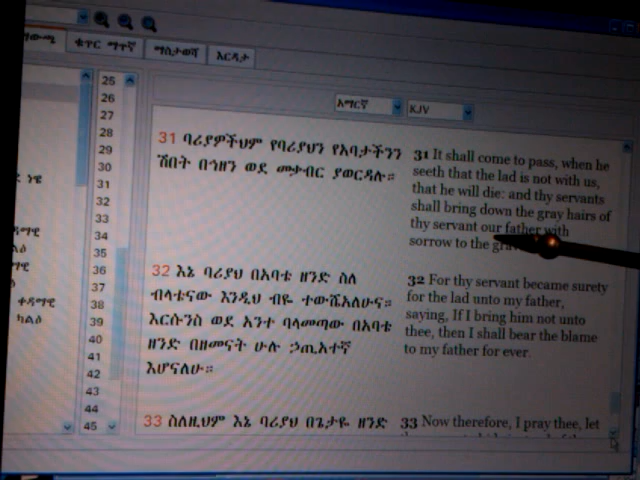 ቁጥር ማጥኛ
ማስታወሻ
እርዳታ
አማርኛ
KJV
25
26
27
28
29
30
31
32
33
34
35
36
37
38
39
40
41
42
43
44
45
31 ባሪያዎችህም የባሪያህን የአባታችንን
ሽበት በኀዘን ወደ መታብር ያወርዳሉ።
31 It shall come to pass, when he
seeth that the lad is not with us,
that he will die: and thy servants
shall bring down the gray hairs of
thy servant our father with
sorrow to the
32 እኔ ባሪያህ በአባቴ ዘንድ ስለ
ብላቴናው እንዲህ ብዬ ተውሼአለሁና።
እርሱንስ ወደ አንተ ባላመጣው በአባቴ
ዘንድ በዘመናት ሁሉ ኃጢአተኛ
እሆናለሁ።
32 For thy servant became surety
for the lad unto my father,
saying, If I bring him not unto
thee, then I shall bear the blame
to my father for ever.
33 ስለዚህም እኔ ባሪያህ በጌታዬ ዘንድ
33 Now therefore, I pray thee, let